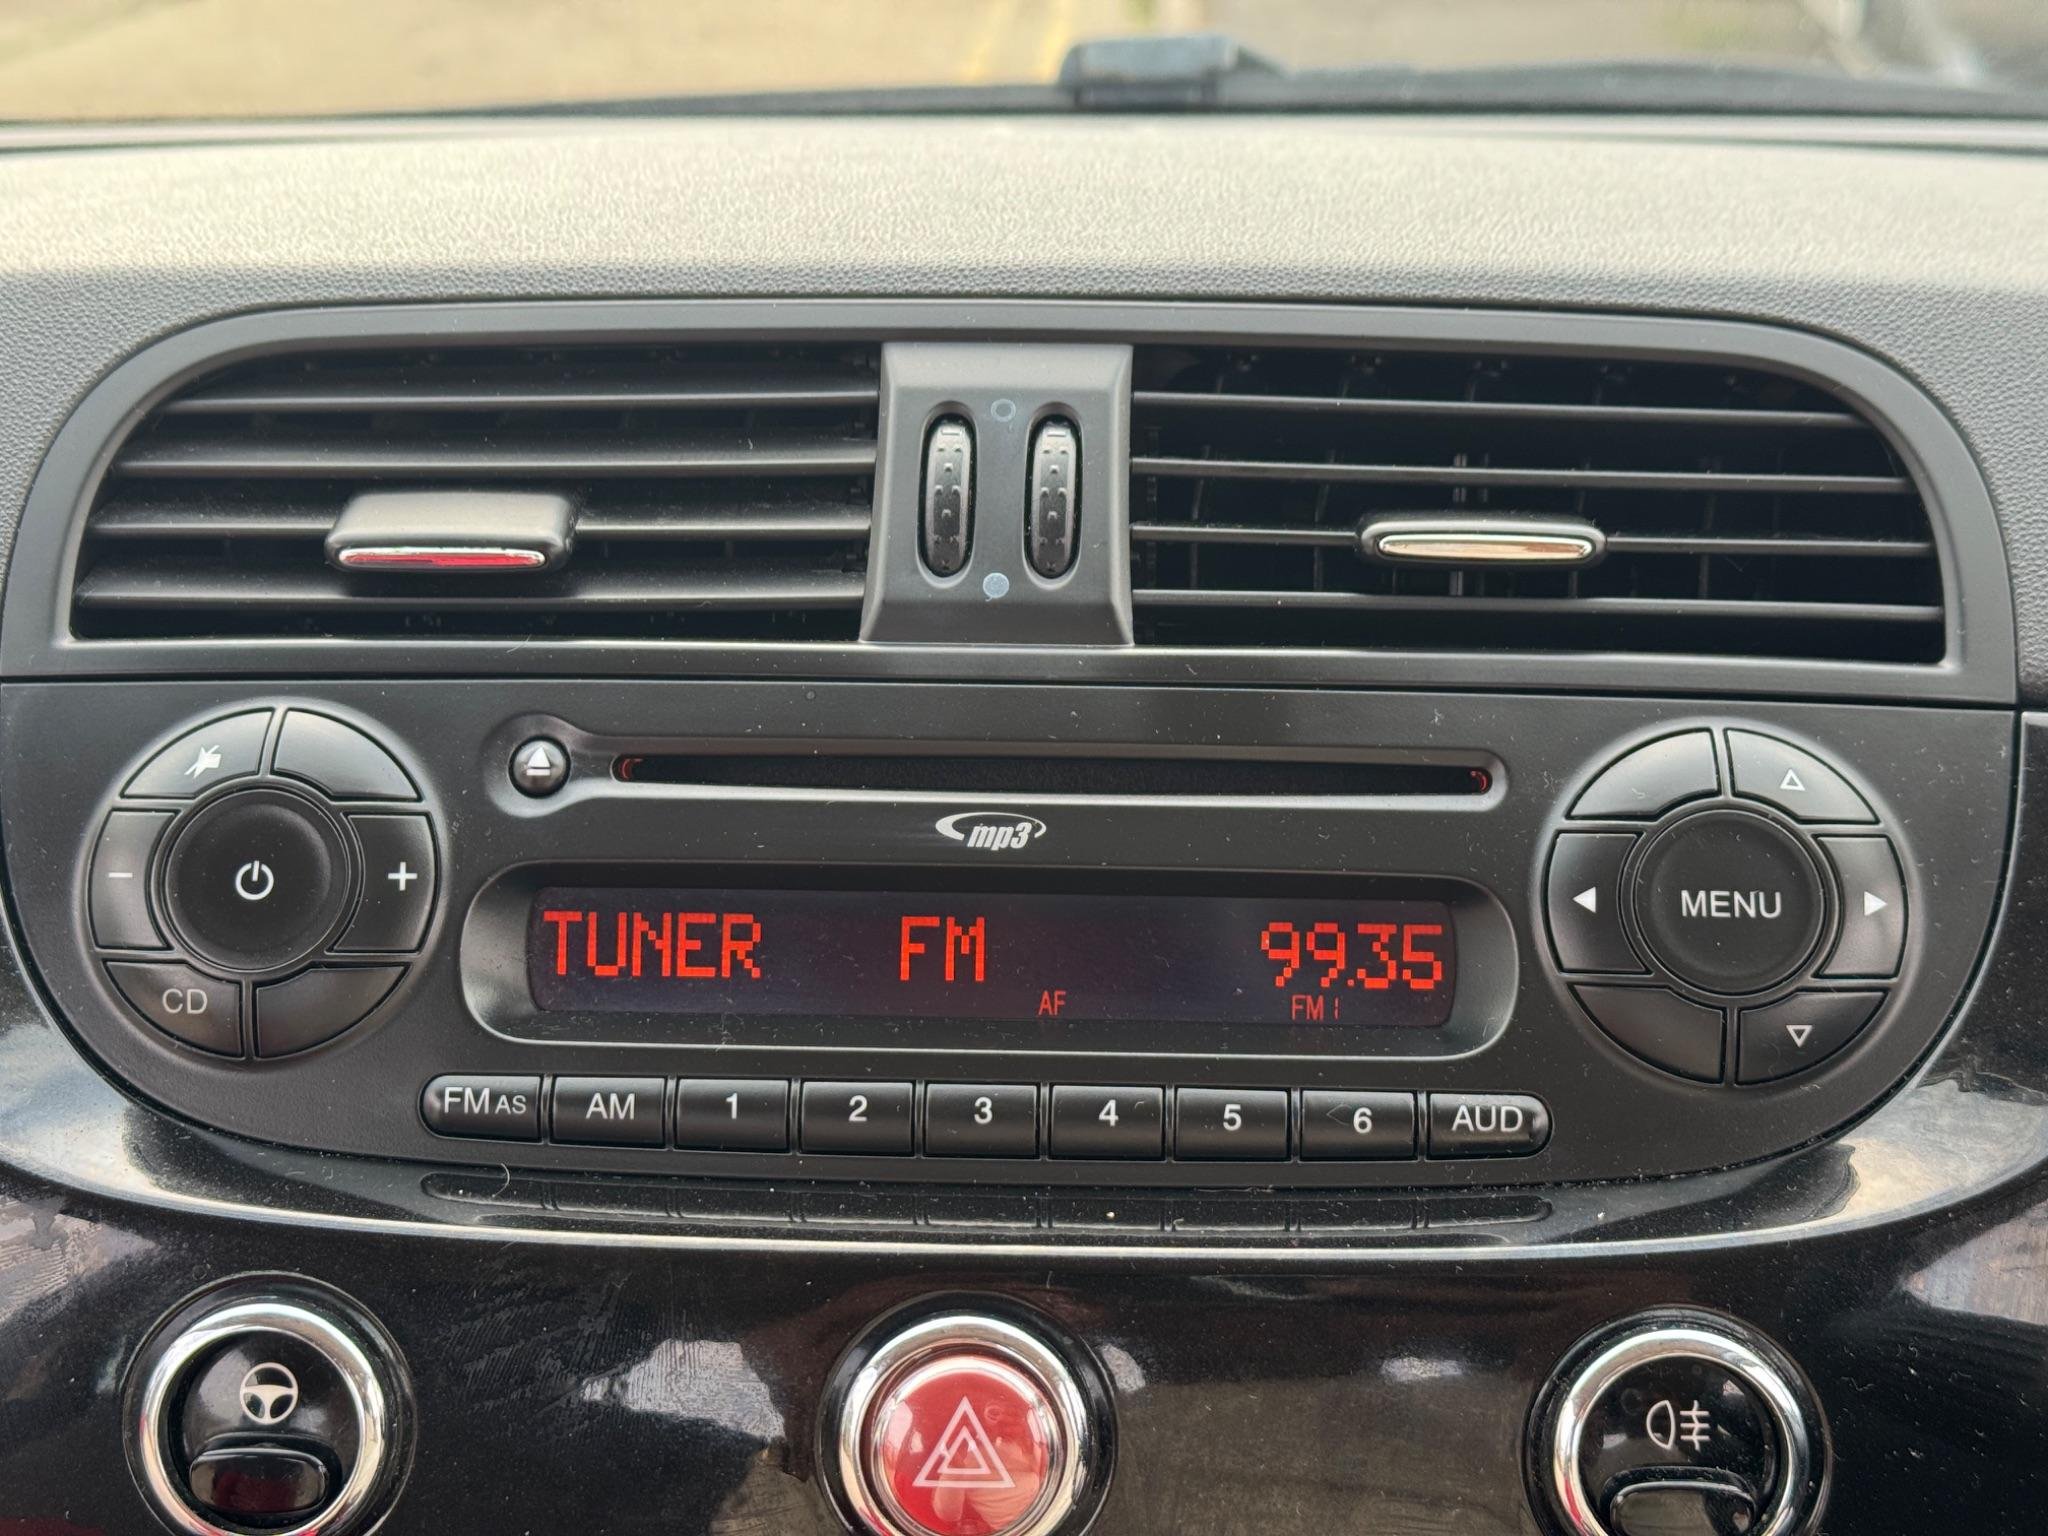 mp3
TUNER FM 99.35
AF FM1
MENU
CD
FM AS AM 1 2 3 4 5 6 AUD